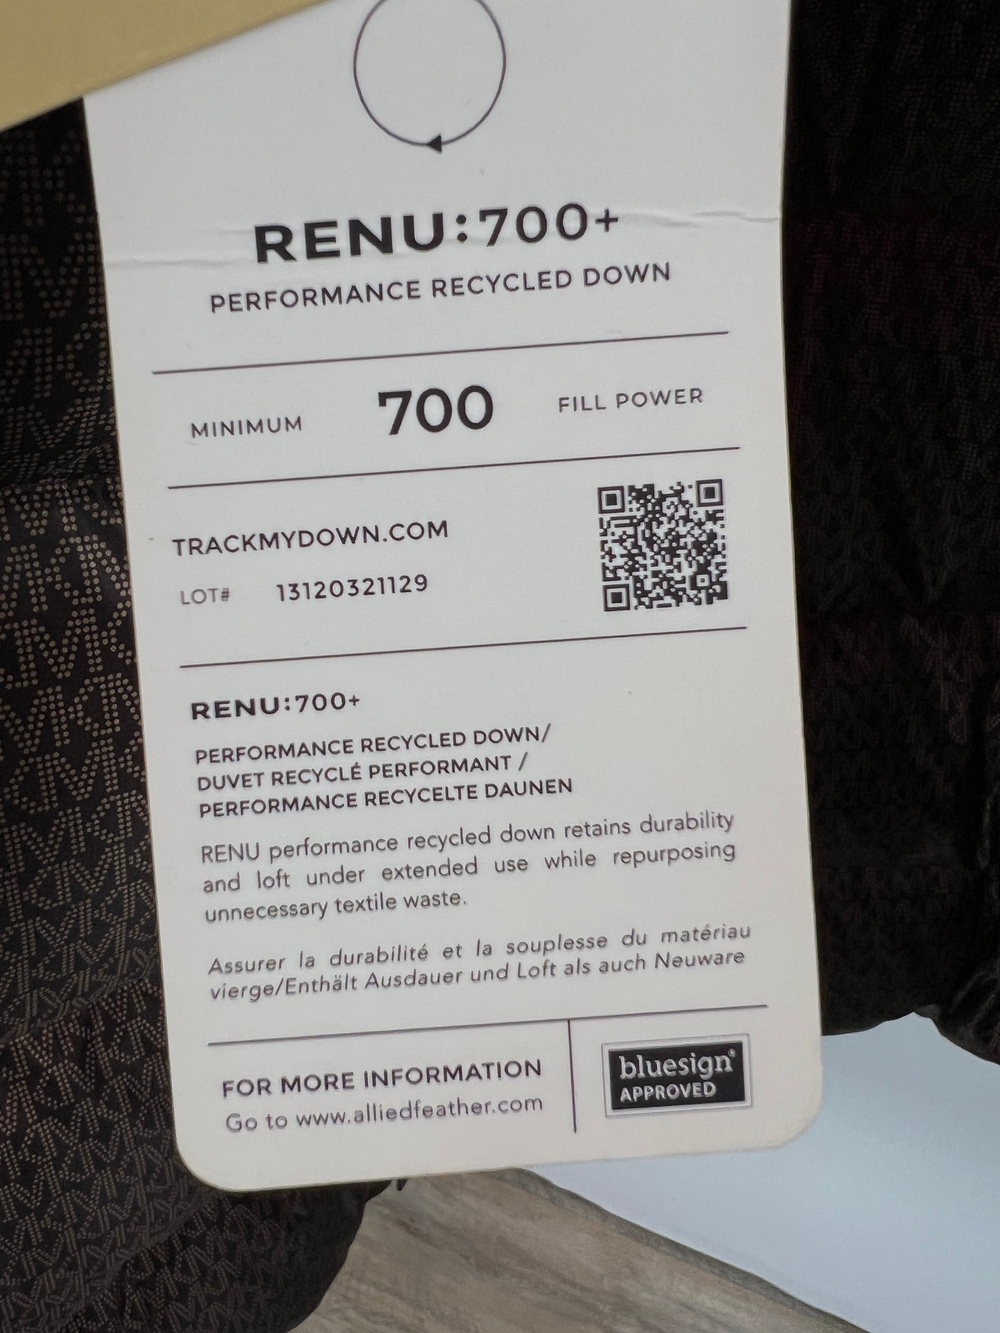 RENU:700+
PERFORMANCE RECYCLED DOWN
MINIMUM 700 FILL POWER
TRACKMYDOWN.COM
LOT# 13120321129
RENU:700+
PERFORMANCE RECYCLED DOWN/
DUVET RECYCLÉ PERFORMANT /
PERFORMANCE RECYCELTE DAUNEN
RENU performance recycled down retains durability
and loft under extended use while repurposing
unnecessary textile waste.
Assurer la durabilité et la souplesse du matériau
vierge/Enthält Ausdauer und Loft als auch Neuware
FOR MORE INFORMATION
Go to www.alliedfeather.com
bluesign®
APPROVED